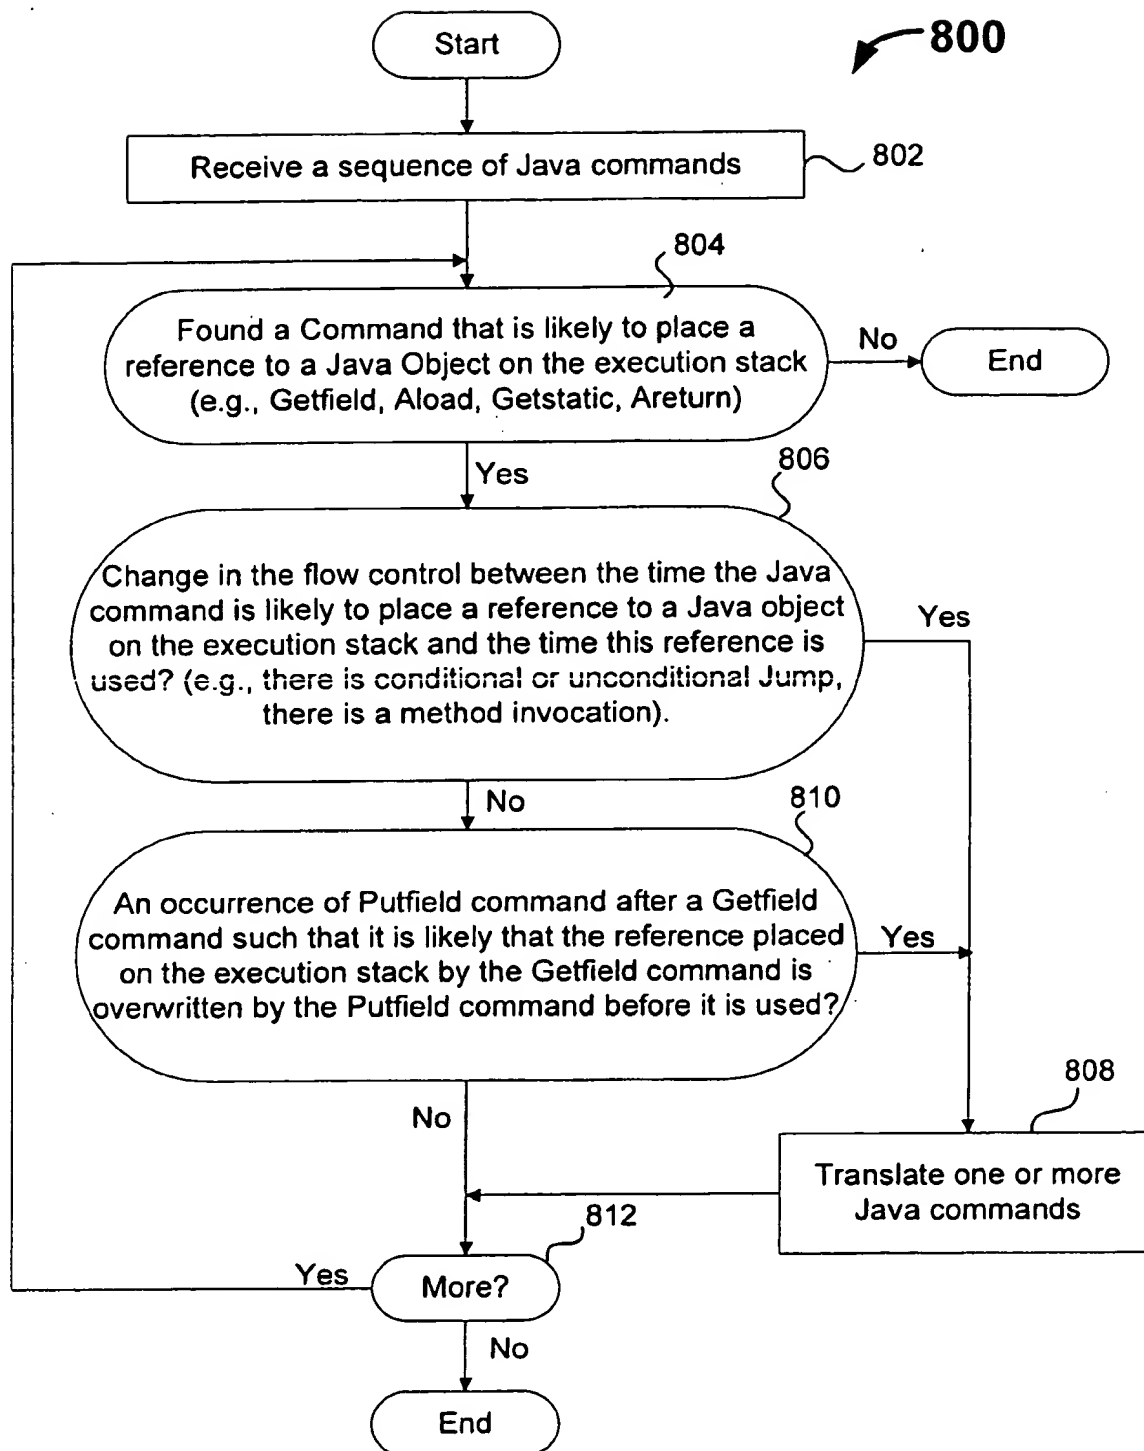 Start
800
Receive a sequence of Java commands
802
804
Found a Command that is likely to place a
reference to a Java Object on the execution stack
(e.g., Getfield, Aload, Getstatic, Areturn)
No
End
Yes
806
Change in the flow control between the time the Java
command is likely to place a reference to a Java object
on the execution stack and the time this reference is
used? (e.g., there is conditional or unconditional Jump,
there is a method invocation).
Yes
No
810
An occurrence of Putfield command after a Getfield
command such that it is likely that the reference placed
on the execution stack by the Getfield command is
overwritten by the Putfield command before it is used?
Yes
No
808
Translate one or more
Java commands
812
More?
Yes
No
End